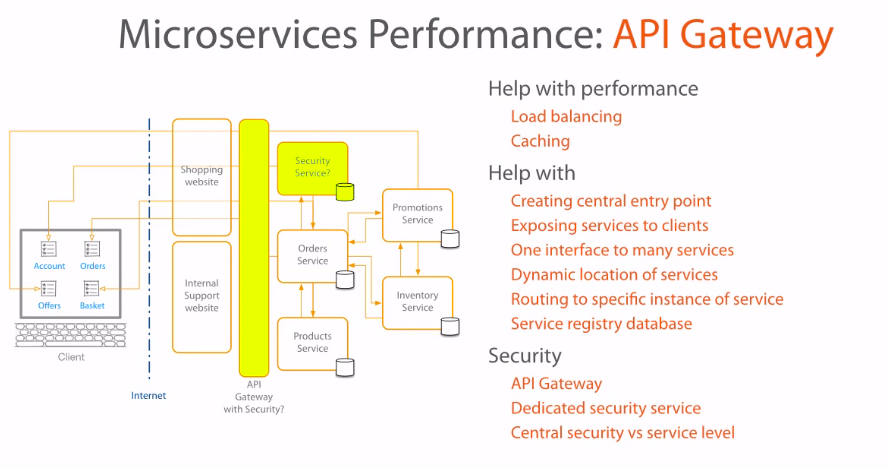 Microservices Performance: API Gateway
Help with performance
Load balancing
Caching
Help with
Creating central entry point
Exposing services to clients
One interface to many services
Dynamic location of services
Routing to specific instance of service
Service registry database
Security
API Gateway
Dedicated security service
Central security vs service level
Shopping
website
Security
Service?
Promotions
Service
Orders
Service
Account
Orders
Offers
Basket
Internal
Support
website
Inventory
Service
Products
Service
Client
Internet
API
Gateway
with Security?